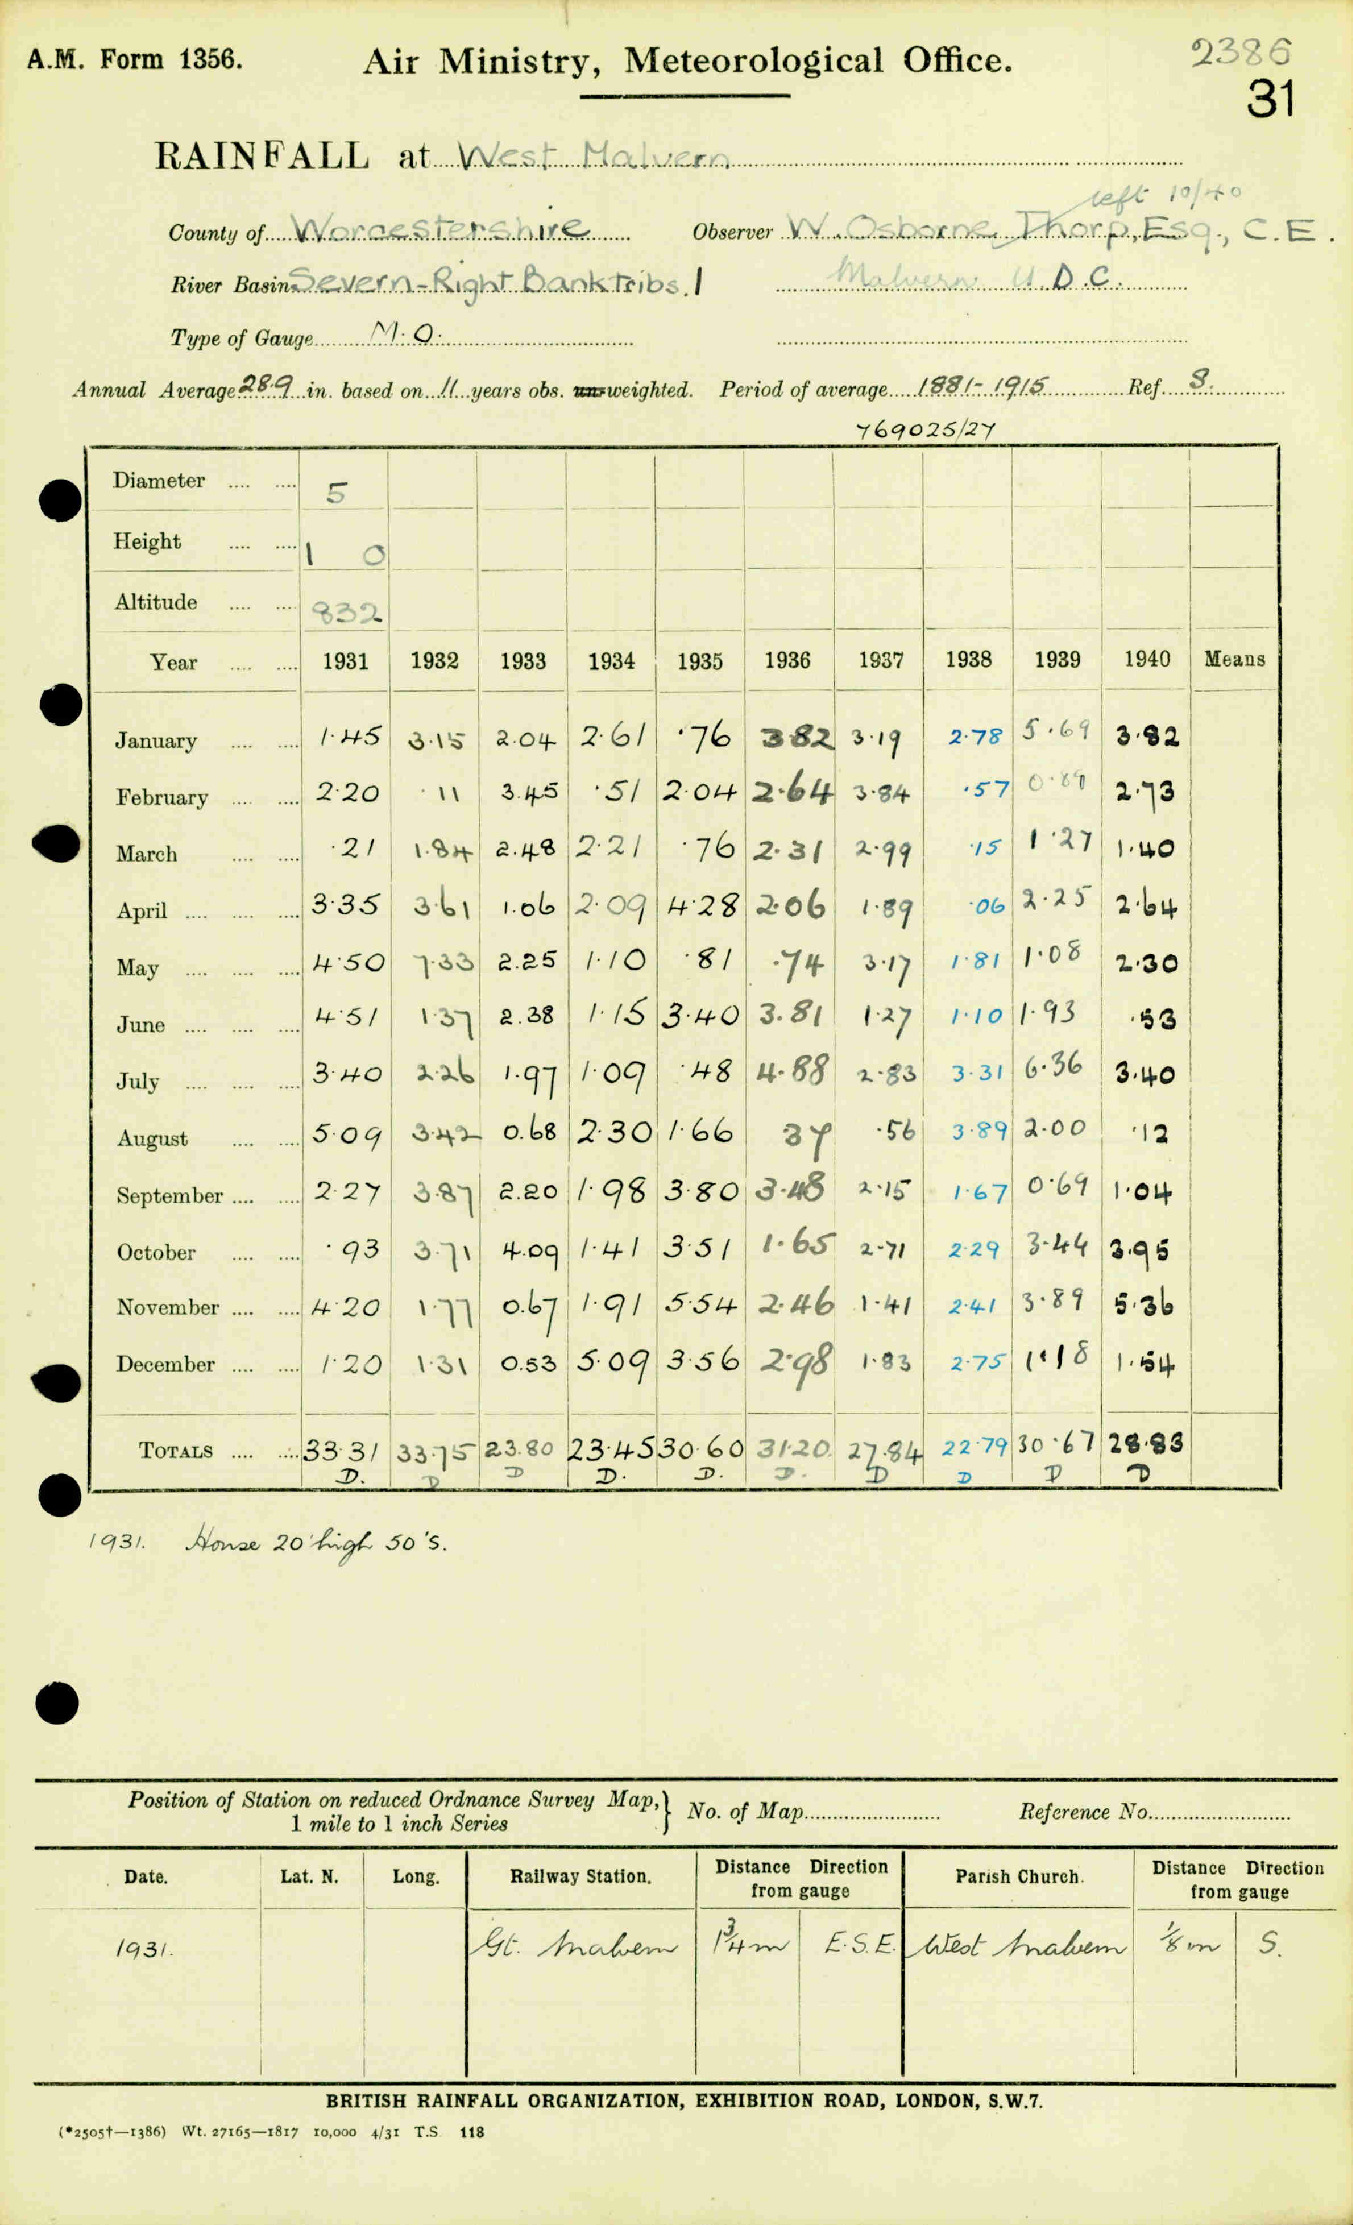 A.M. Form 1356. Air Ministry, Meteorological Office. 2386
31
RAINFALL at West Malvern
left 10/40
County of Worcestershire Observer W. Osborne Thorp, Esq., C.E.
River Basin Severn-Right Bank Tribs. 1 Malvern U.D.C.
Type of Gauge M.O.
Annual Average 28.9 in. based on 11 years obs. un-weighted. Period of average 1881-1915 Ref. S.
769025/27
Diameter 5
Height 1 0
Altitude 832
Year 1931 1932 1933 1934 1935 1936 1937 1938 1939 1940 Means
January 1.45 3.15 2.04 2.61 .76 3.82 3.19 2.78 5.69 3.82
February 2.20 .11 3.45 .51 2.04 2.64 3.84 .57 0.89 2.73
March .21 1.84 2.48 2.21 .76 2.31 2.99 .15 1.27 1.40
April 3.35 3.61 1.06 2.09 4.28 2.06 1.89 .06 2.25 2.64
May 4.50 7.33 2.25 1.10 .81 .74 3.17 1.81 1.08 2.30
June 4.51 1.37 2.38 1.15 3.40 3.81 1.27 1.10 1.93 .53
July 3.40 2.26 1.97 1.09 .48 4.88 2.83 3.31 6.36 3.40
August 5.09 3.42 0.68 2.30 1.66 37 .56 3.89 2.00 .12
September 2.27 3.87 2.20 1.98 3.80 3.48 2.15 1.67 0.69 1.04
October .93 3.71 4.09 1.41 3.51 1.65 2.71 2.29 3.44 3.95
November 4.20 1.77 0.67 1.91 5.54 2.46 1.41 2.41 3.89 5.36
December 1.20 1.31 0.53 5.09 3.56 2.98 1.83 2.75 1.18 1.54
TOTALS 33.31 33.75 23.80 23.45 30.60 31.20 27.84 22.79 30.67 28.83
D. D D D. D. D. D D D D
1931. House 20' high 50' S.
Position of Station on reduced Ordnance Survey Map, } No. of Map Reference No.
1 mile to 1 inch Series
Date. Lat. N. Long. Railway Station. Distance Direction Parish Church. Distance Direction
from gauge from gauge
1931. Gt. Malvern 1¾ m E.S.E. West Malvern ⅛ m S.
BRITISH RAINFALL ORGANIZATION, EXHIBITION ROAD, LONDON, S.W.7.
(*2505†—1386) Wt. 27165—1817 10,000 4/31 T.S. 118